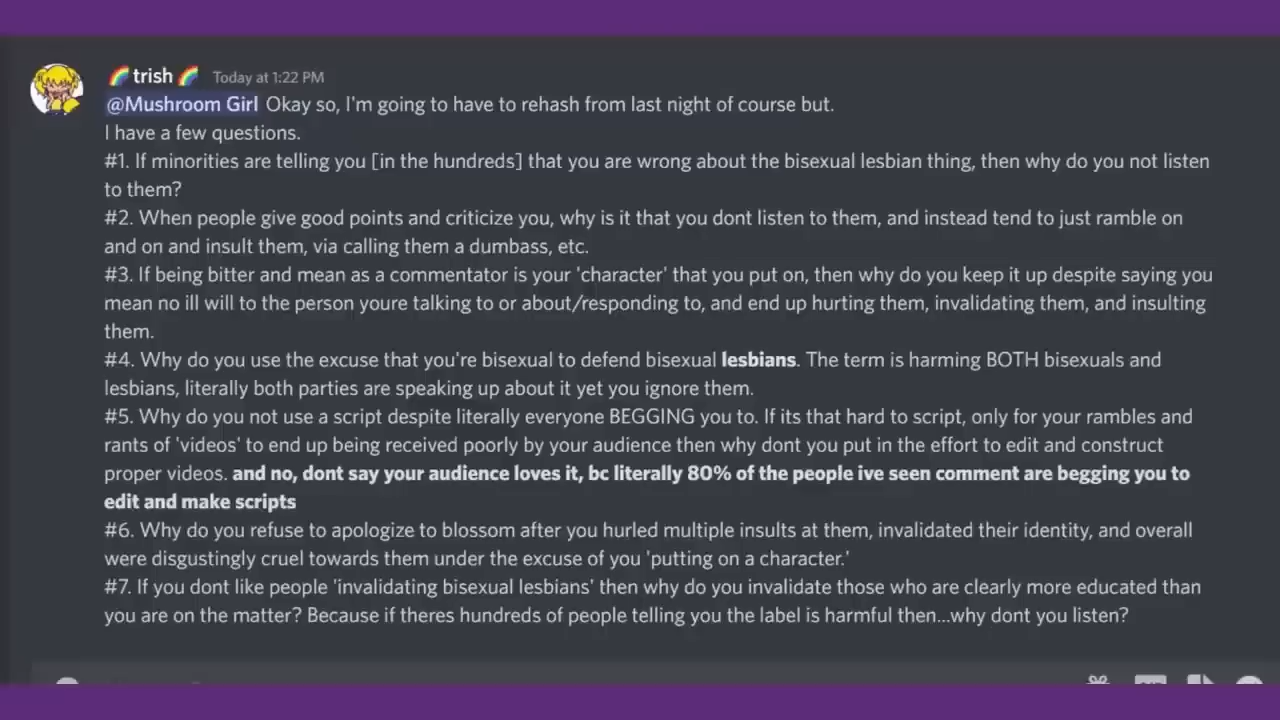 trish Today at 1:22 PM
@Mushroom Girl Okay so, I'm going to have to rehash from last night of course but.
I have a few questions.
#1. If minorities are telling you [in the hundreds] that you are wrong about the bisexual lesbian thing, then why do you not listen
to them?
#2. When people give good points and criticize you, why is it that you dont listen to them, and instead tend to just ramble on
and on and insult them, via calling them a dumbass, etc.
#3. If being bitter and mean as a commentator is your 'character' that you put on, then why do you keep it up despite saying you
mean no ill will to the person youre talking to or about/responding to, and end up hurting them, invalidating them, and insulting
them.
#4. Why do you use the excuse that you're bisexual to defend bisexual lesbians. The term is harming BOTH bisexuals and
lesbians, literally both parties are speaking up about it yet you ignore them.
#5. Why do you not use a script despite literally everyone BEGGING you to. If its that hard to script, only for your rambles and
rants of 'videos' to end up being received poorly by your audience then why dont you put in the effort to edit and construct
proper videos. and no, dont say your audience loves it, bc literally 80% of the people ive seen comment are begging you to
edit and make scripts
#6. Why do you refuse to apologize to blossom after you hurled multiple insults at them, invalidated their identity, and overall
were disgustingly cruel towards them under the excuse of you 'putting on a character.'
#7. If you dont like people 'invalidating bisexual lesbians' then why do you invalidate those who are clearly more educated than
you are on the matter? Because if theres hundreds of people telling you the label is harmful then...why dont you listen?